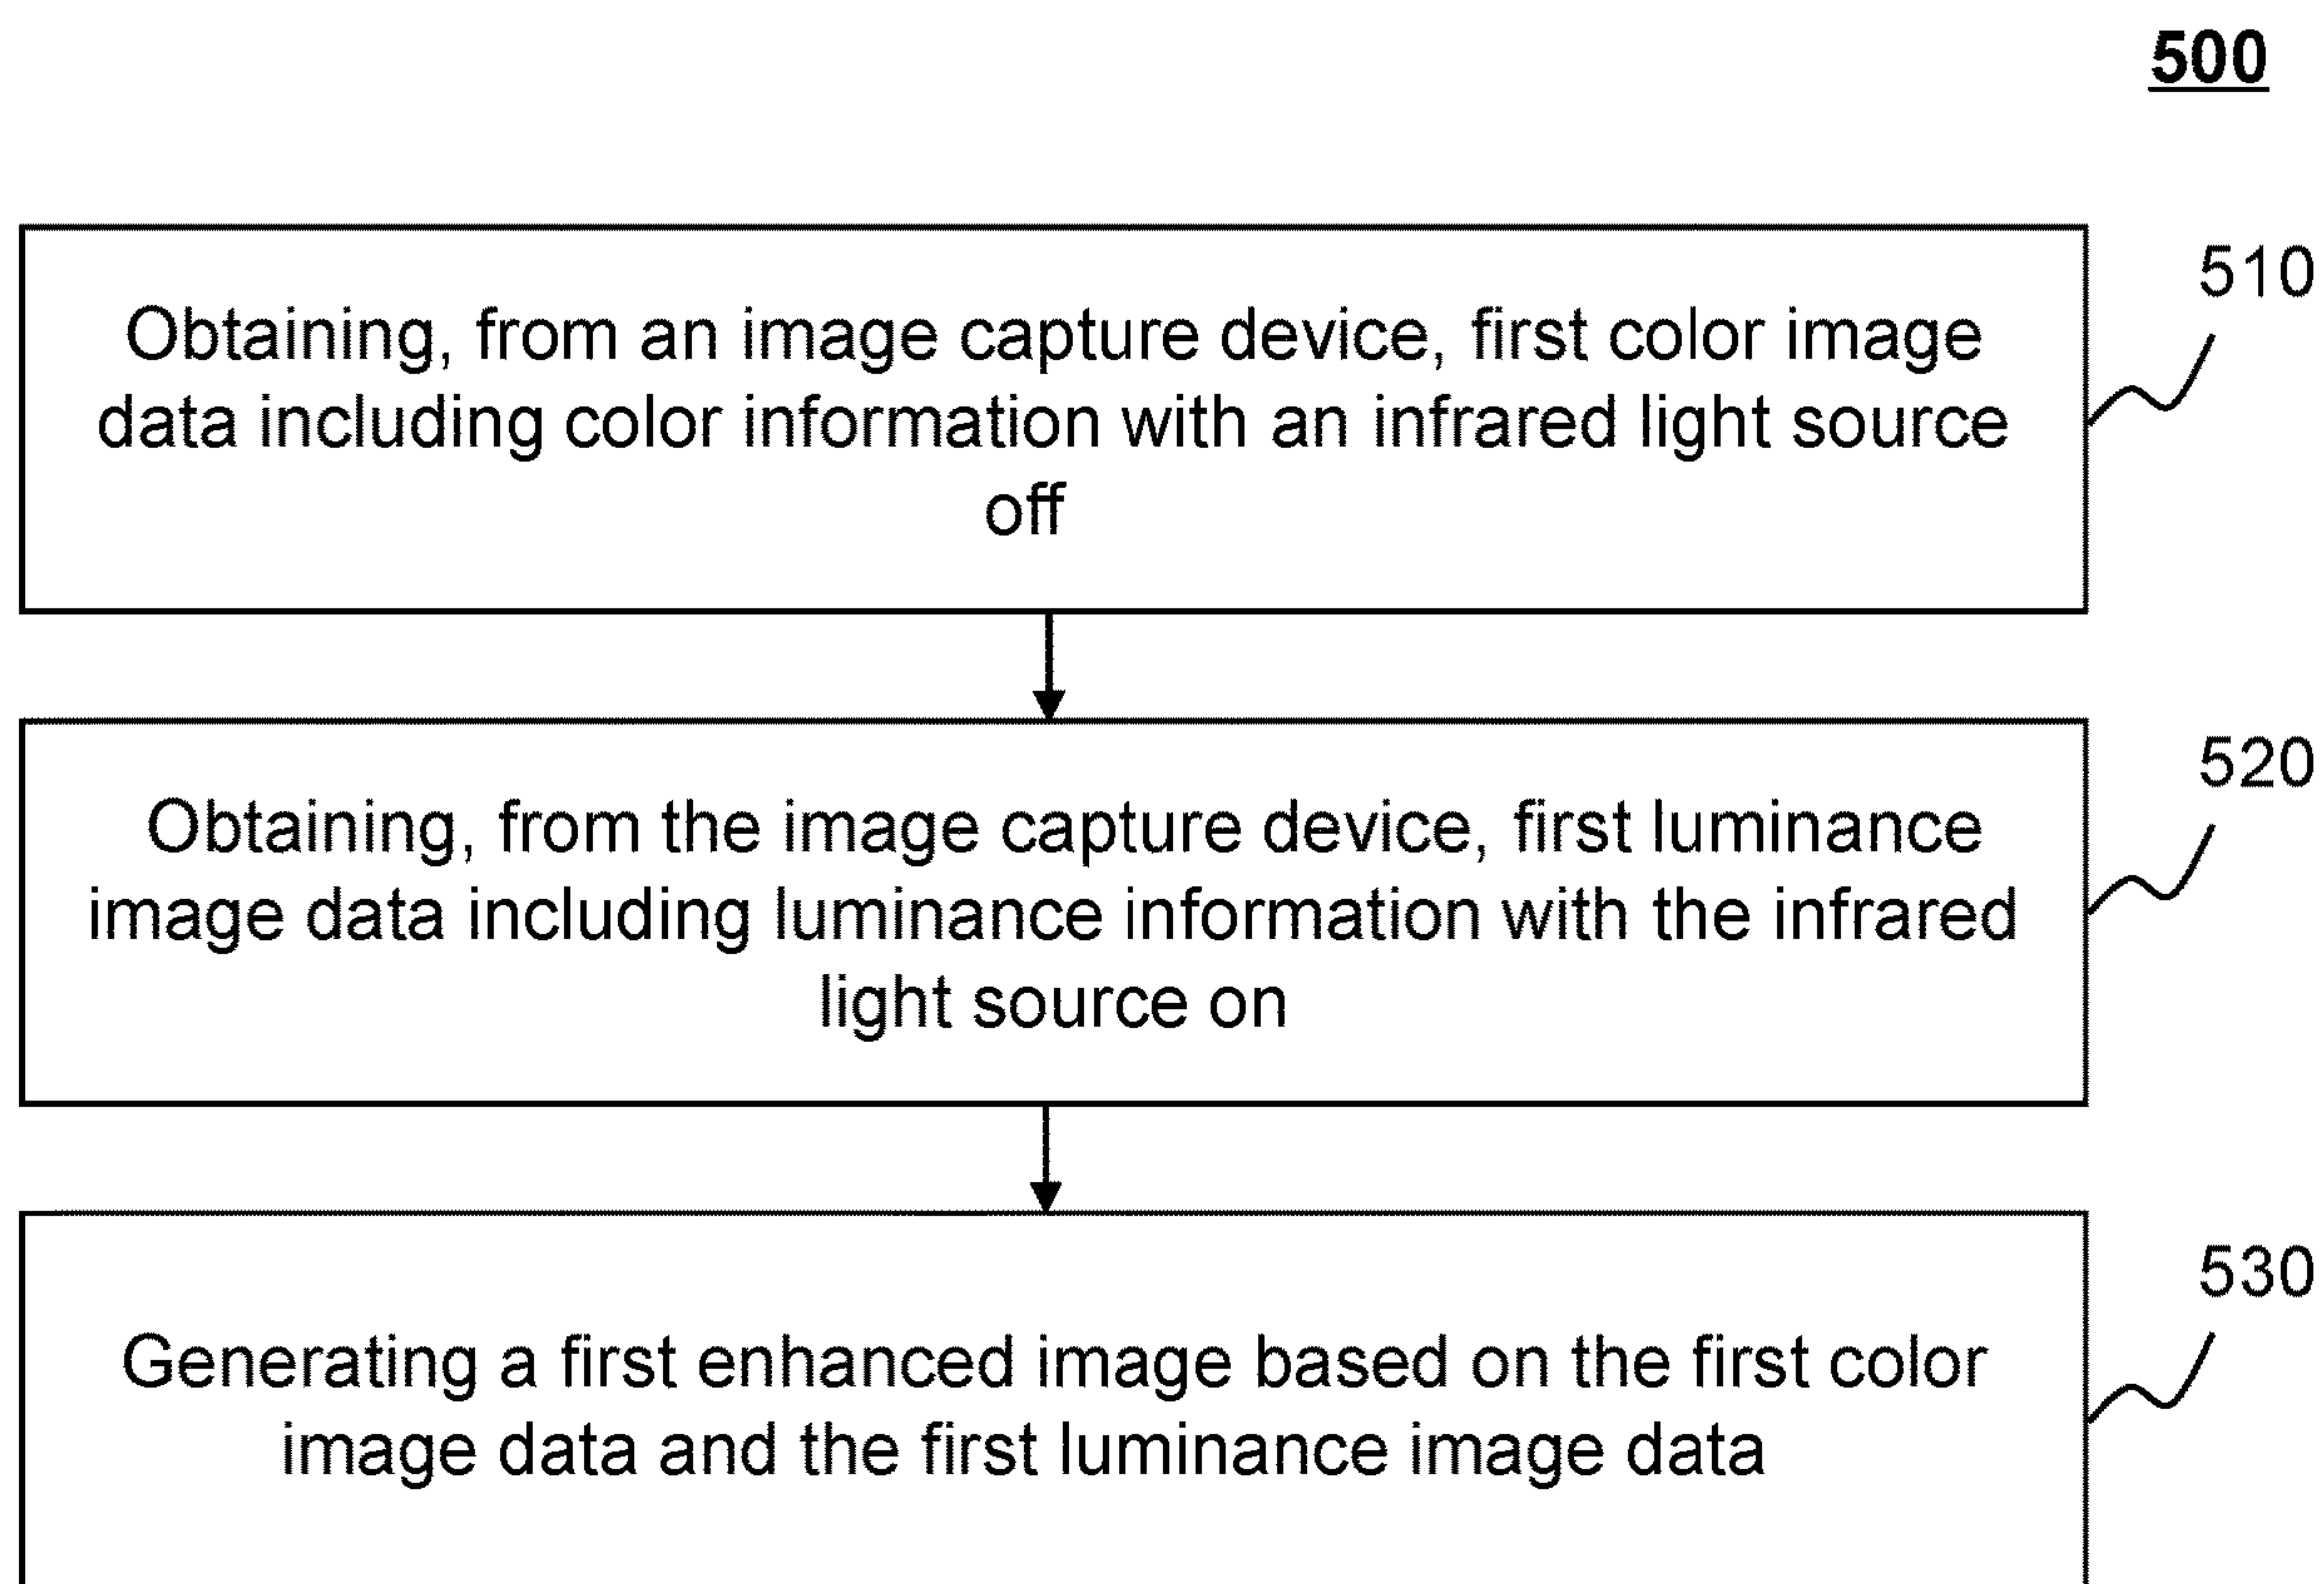 500
510
Obtaining, from an image capture device, first color image
data including color information with an infrared light source
off
520
Obtaining, from the image capture device, first luminance
image data including luminance information with the infrared
light source on
530
Generating a first enhanced image based on the first color
image data and the first luminance image data